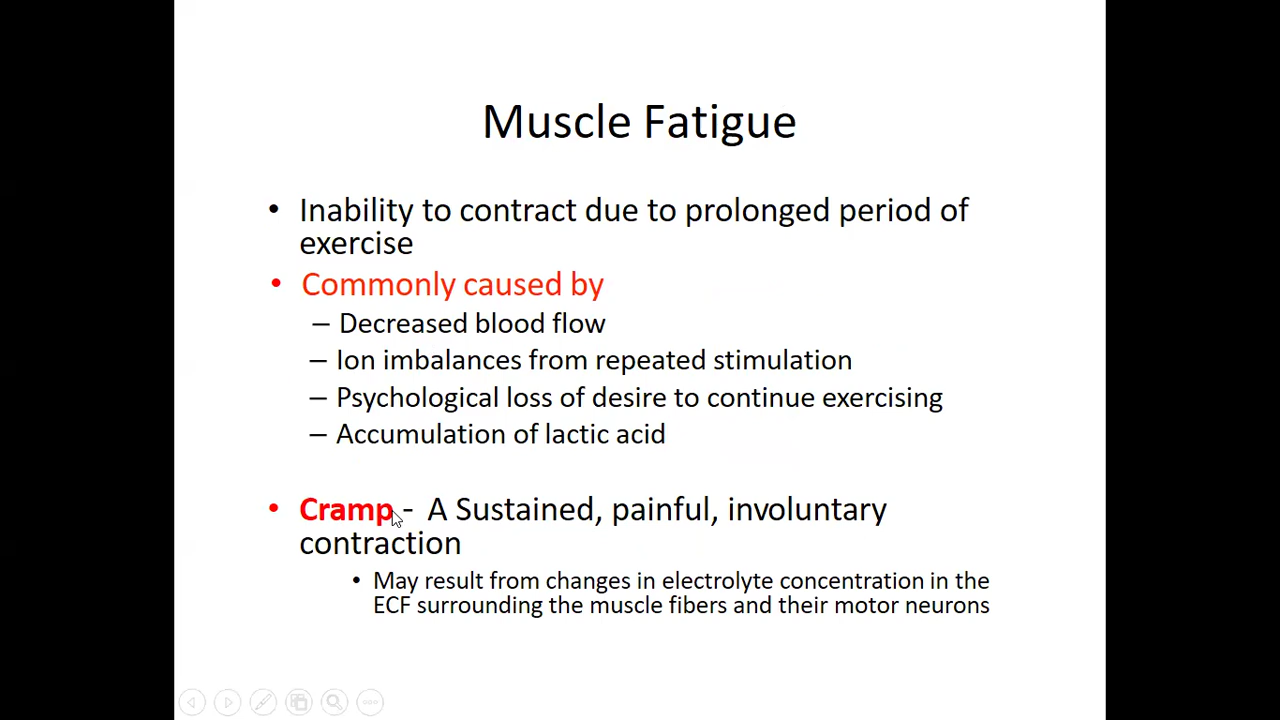 Muscle Fatigue
• Inability to contract due to prolonged period of
exercise
• Commonly caused by
– Decreased blood flow
– Ion imbalances from repeated stimulation
– Psychological loss of desire to continue exercising
– Accumulation of lactic acid
• Cramp - A Sustained, painful, involuntary
contraction
• May result from changes in electrolyte concentration in the
ECF surrounding the muscle fibers and their motor neurons